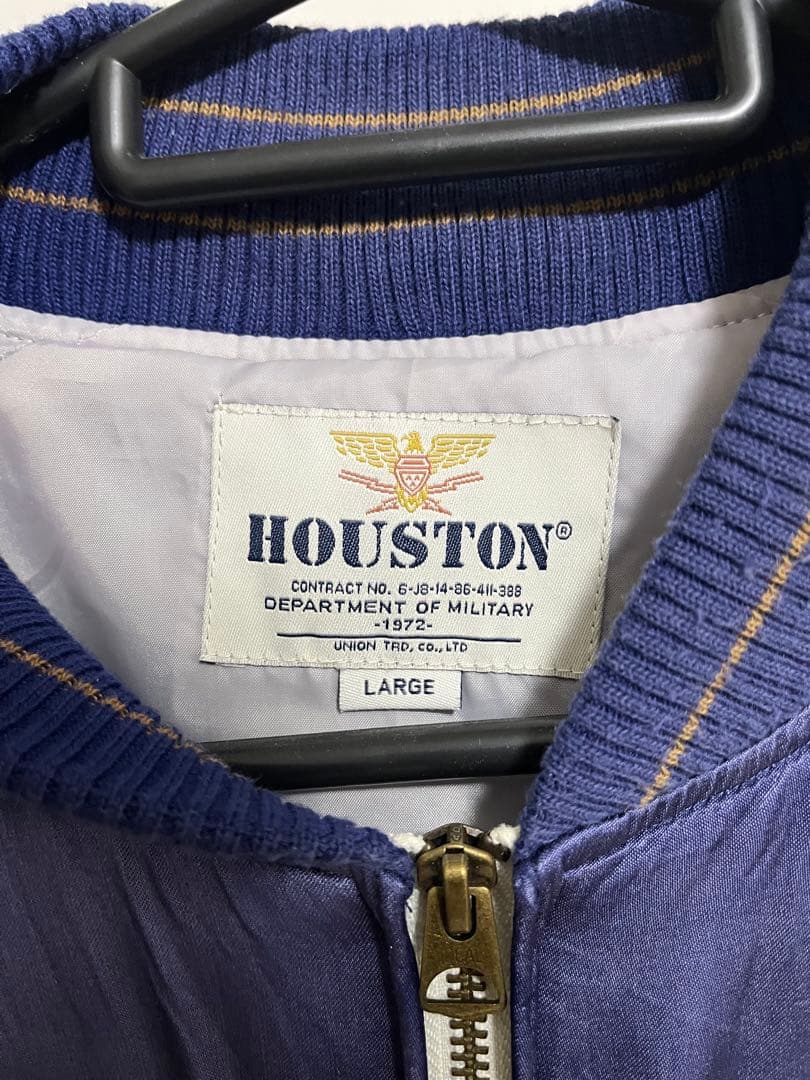 HOUSTON®
CONTRACT NO. 6-J8-14-86-411-388
DEPARTMENT OF MILITARY
-1972-
UNION TRD, CO., LTD
LARGE